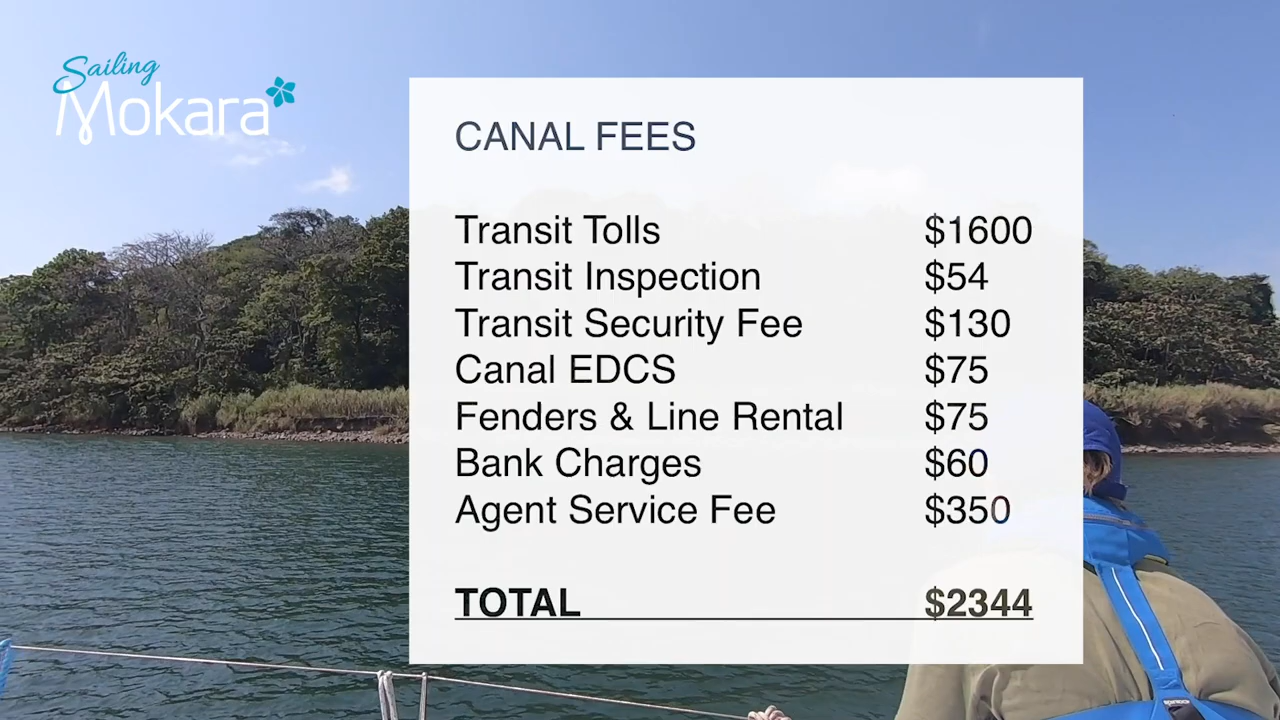 Sailing
Mokara
CANAL FEES
Transit Tolls $1600
Transit Inspection $54
Transit Security Fee $130
Canal EDCS $75
Fenders & Line Rental $75
Bank Charges $60
Agent Service Fee $350
TOTAL $2344